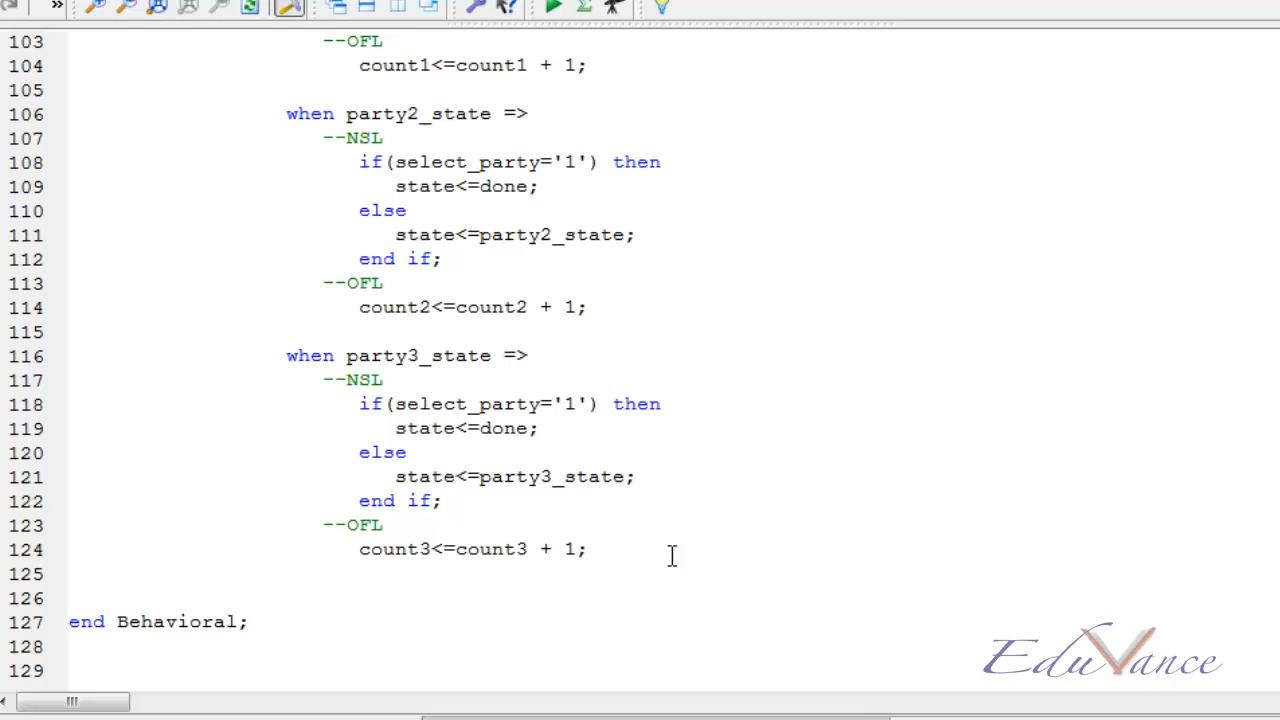 103 --OFL
104 count1<=count1 + 1;
105
106 when party2_state =>
107 --NSL
108 if(select_party='1') then
109 state<=done;
110 else
111 state<=party2_state;
112 end if;
113 --OFL
114 count2<=count2 + 1;
115
116 when party3_state =>
117 --NSL
118 if(select_party='1') then
119 state<=done;
120 else
121 state<=party3_state;
122 end if;
123 --OFL
124 count3<=count3 + 1;
125
126
127 end Behavioral;
128
129
EduVance